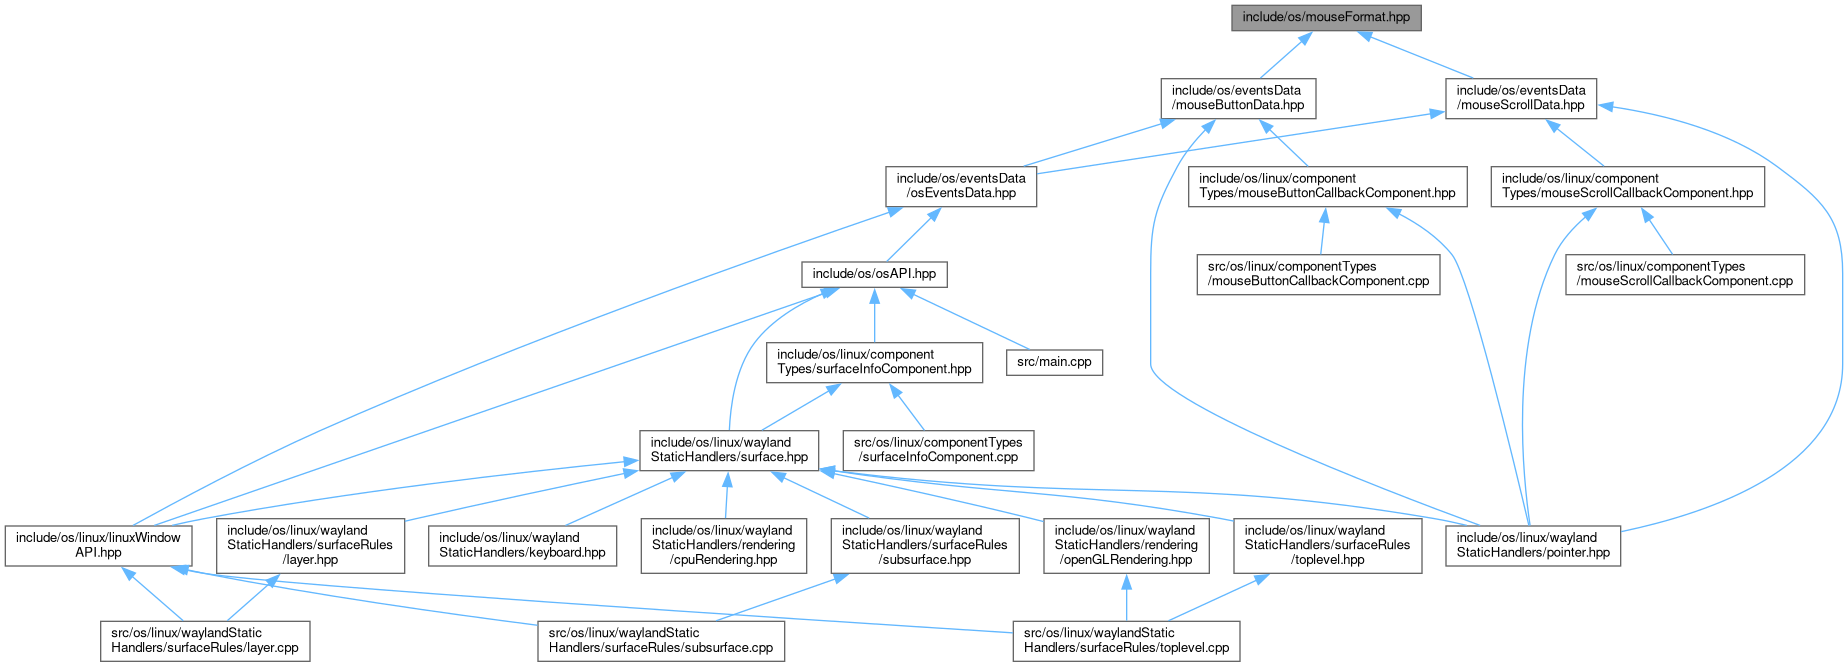 include/os/mouseFormat.hpp
include/os/eventsData
/mouseButtonData.hpp
include/os/eventsData
/mouseScrollData.hpp
include/os/eventsData
/osEventsData.hpp
include/os/linux/component
Types/mouseButtonCallbackComponent.hpp
include/os/linux/component
Types/mouseScrollCallbackComponent.hpp
include/os/osAPI.hpp
src/os/linux/componentTypes
/mouseButtonCallbackComponent.cpp
src/os/linux/componentTypes
/mouseScrollCallbackComponent.cpp
include/os/linux/component
Types/surfaceInfoComponent.hpp
src/main.cpp
include/os/linux/wayland
StaticHandlers/surface.hpp
src/os/linux/componentTypes
/surfaceInfoComponent.cpp
include/os/linux/linuxWindow
API.hpp
include/os/linux/wayland
StaticHandlers/surfaceRules
/layer.hpp
include/os/linux/wayland
StaticHandlers/keyboard.hpp
include/os/linux/wayland
StaticHandlers/rendering
/cpuRendering.hpp
include/os/linux/wayland
StaticHandlers/surfaceRules
/subsurface.hpp
include/os/linux/wayland
StaticHandlers/rendering
/openGLRendering.hpp
include/os/linux/wayland
StaticHandlers/surfaceRules
/toplevel.hpp
include/os/linux/wayland
StaticHandlers/pointer.hpp
src/os/linux/waylandStatic
Handlers/surfaceRules/layer.cpp
src/os/linux/waylandStatic
Handlers/surfaceRules/subsurface.cpp
src/os/linux/waylandStatic
Handlers/surfaceRules/toplevel.cpp